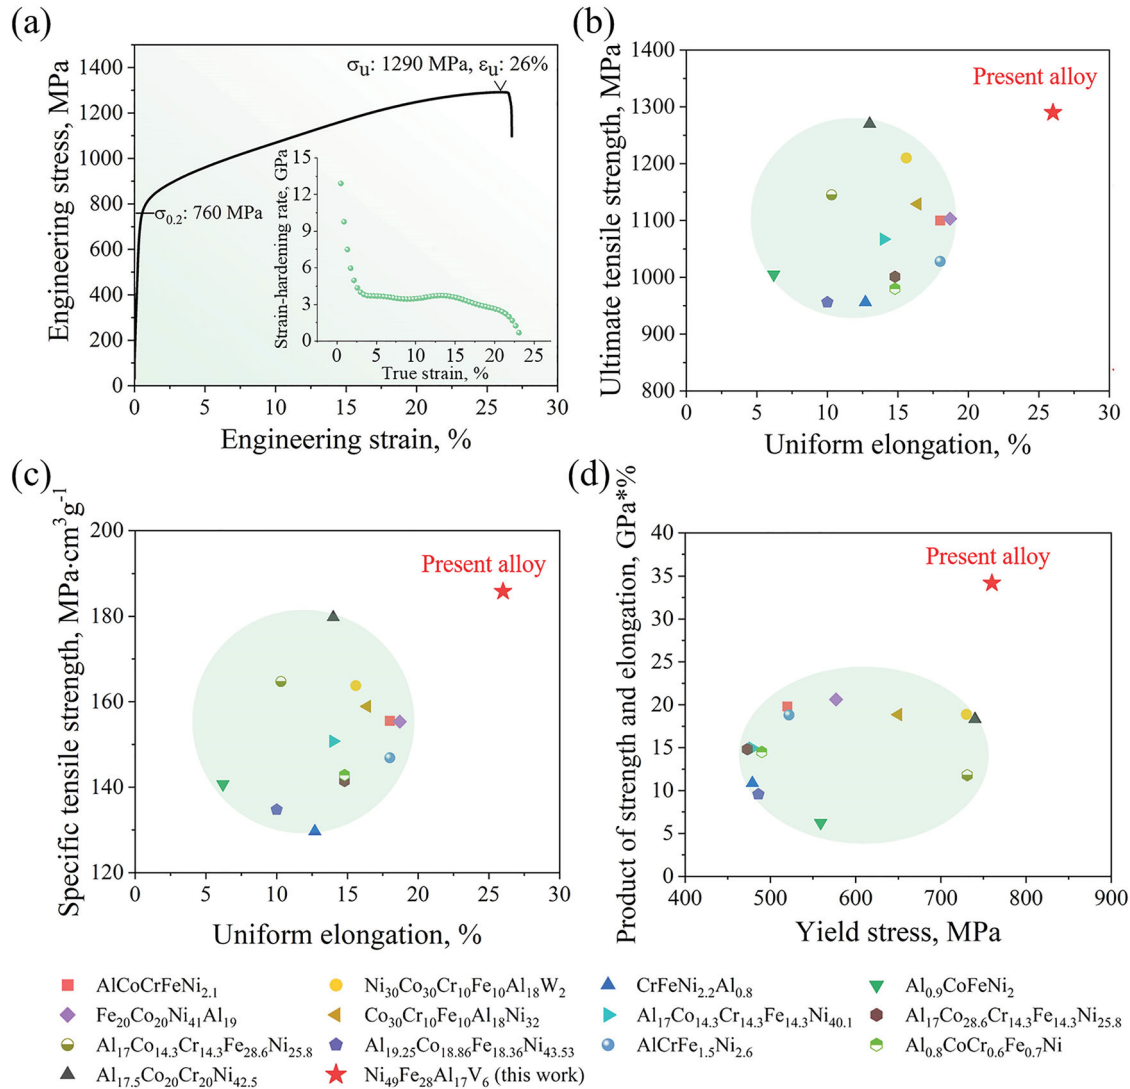 (a)
Engineering stress, MPa
1400
1200
1000
800
600
400
200
0
σu: 1290 MPa, εu: 26%
σ0.2: 760 MPa
Strain-hardening rate, GPa
15
12
9
6
3
0
0 5 10 15 20 25
True strain, %
0 5 10 15 20 25 30
Engineering strain, %
(b)
Ultimate tensile strength, MPa
1400
1300
1200
1100
1000
900
800
Present alloy
0 5 10 15 20 25 30
Uniform elongation, %
(c)
Specific tensile strength, MPa·cm³g⁻¹
200
180
160
140
120
Present alloy
0 5 10 15 20 25 30
Uniform elongation, %
(d)
Product of strength and elongation, GPa*%
40
35
30
25
20
15
10
5
0
Present alloy
400 500 600 700 800 900
Yield stress, MPa
AlCoCrFeNi2.1 Ni30Co30Cr10Fe10Al18W2 CrFeNi2.2Al0.8 Al0.9CoFeNi2
Fe20Co20Ni41Al19 Co30Cr10Fe10Al18Ni32 Al17Co14.3Cr14.3Fe14.3Ni40.1 Al17Co28.6Cr14.3Fe14.3Ni25.8
Al17Co14.3Cr14.3Fe28.6Ni25.8 Al19.25Co18.86Fe18.36Ni43.53 AlCrFe1.5Ni2.6 Al0.8CoCr0.6Fe0.7Ni
Al17.5Co20Cr20Ni42.5 Ni49Fe28Al17V6 (this work)